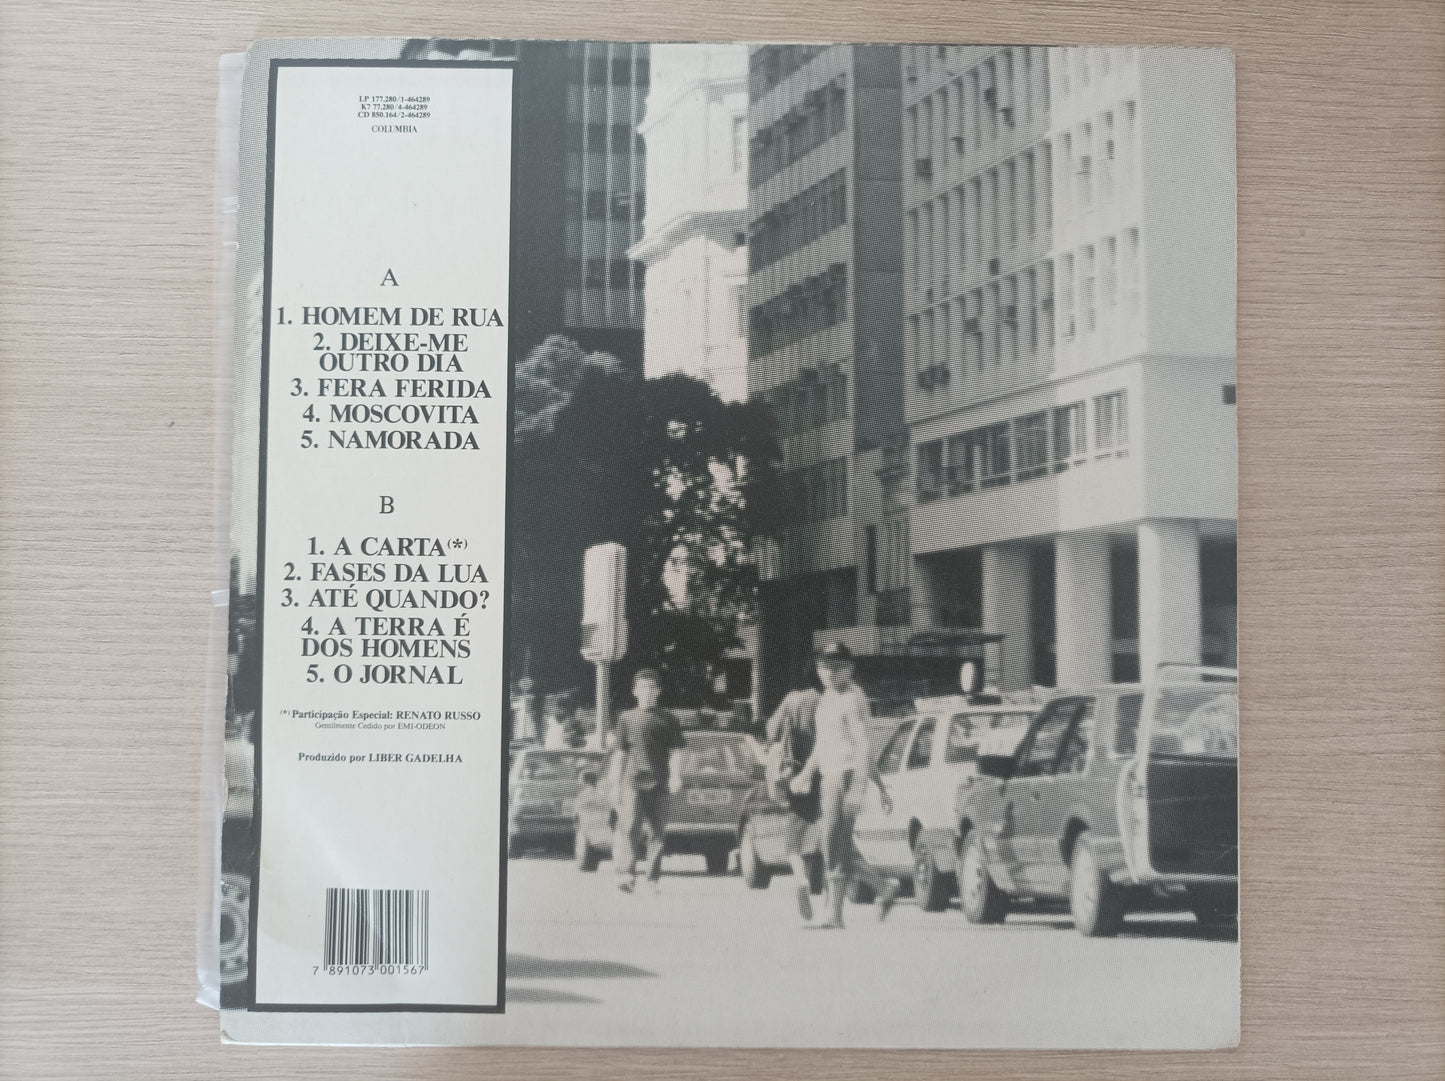 LP 177.280/1-464289
K7 77.280/4-464289
CD 850.164/2-464289
COLUMBIA
A
1. HOMEM DE RUA
2. DEIXE-ME
OUTRO DIA
3. FERA FERIDA
4. MOSCOVITA
5. NAMORADA
B
1. A CARTA(*)
2. FASES DA LUA
3. ATÉ QUANDO?
4. A TERRA É
DOS HOMENS
5. O JORNAL
(*) Participação Especial: RENATO RUSSO
Gentilmente Cedido por EMI-ODEON
Produzido por LIBER GADELHA
7 891073 001567